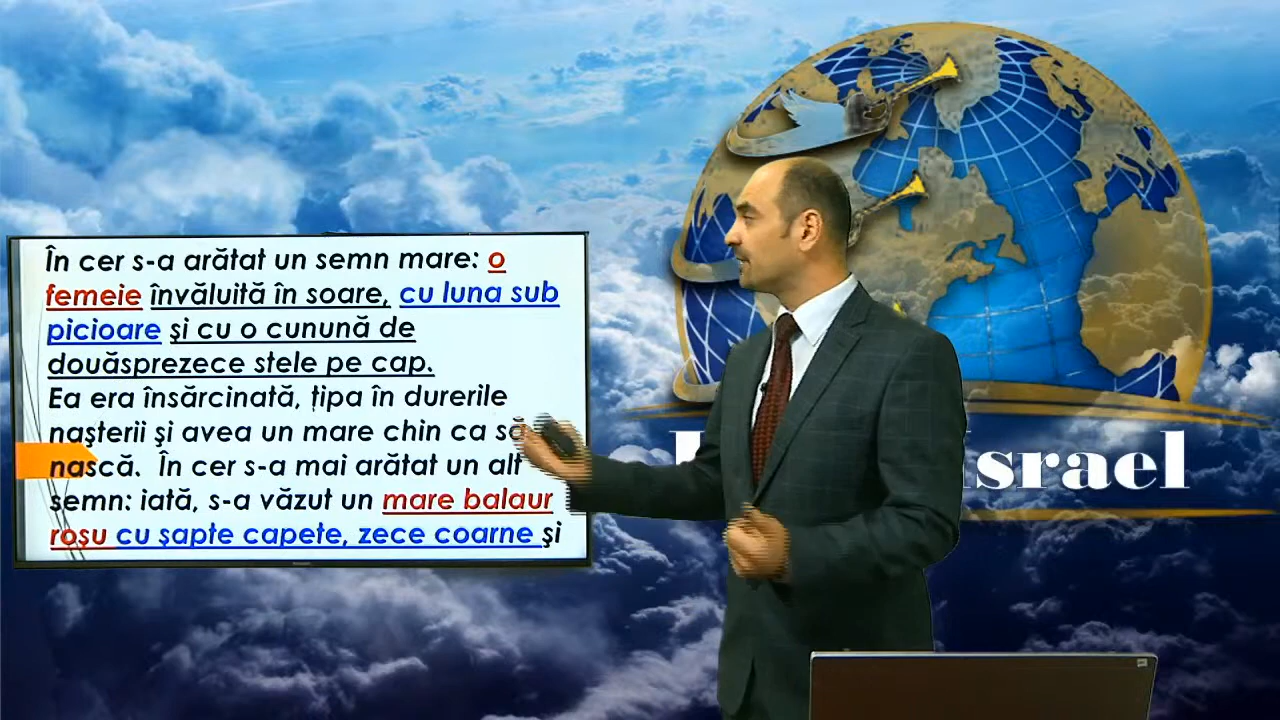 În cer s-a arătat un semn mare: o
femeie învăluită în soare, cu luna sub
picioare şi cu o cunună de
douăsprezece stele pe cap.
Ea era însărcinată, ţipa în durerile
naşterii şi avea un mare chin ca să
nască. În cer s-a mai arătat un alt
semn: iată, s-a văzut un mare balaur
roşu cu şapte capete, zece coarne şi
Israel